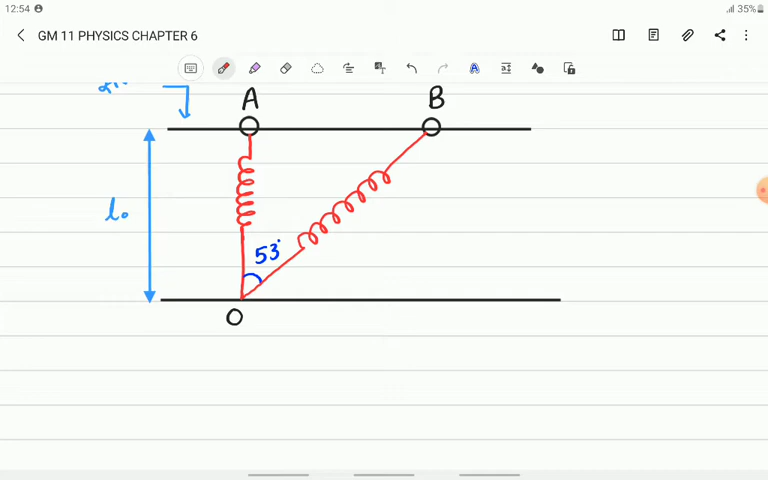 12:54
35%
GM 11 PHYSICS CHAPTER 6
A
B
l₀
53°
O